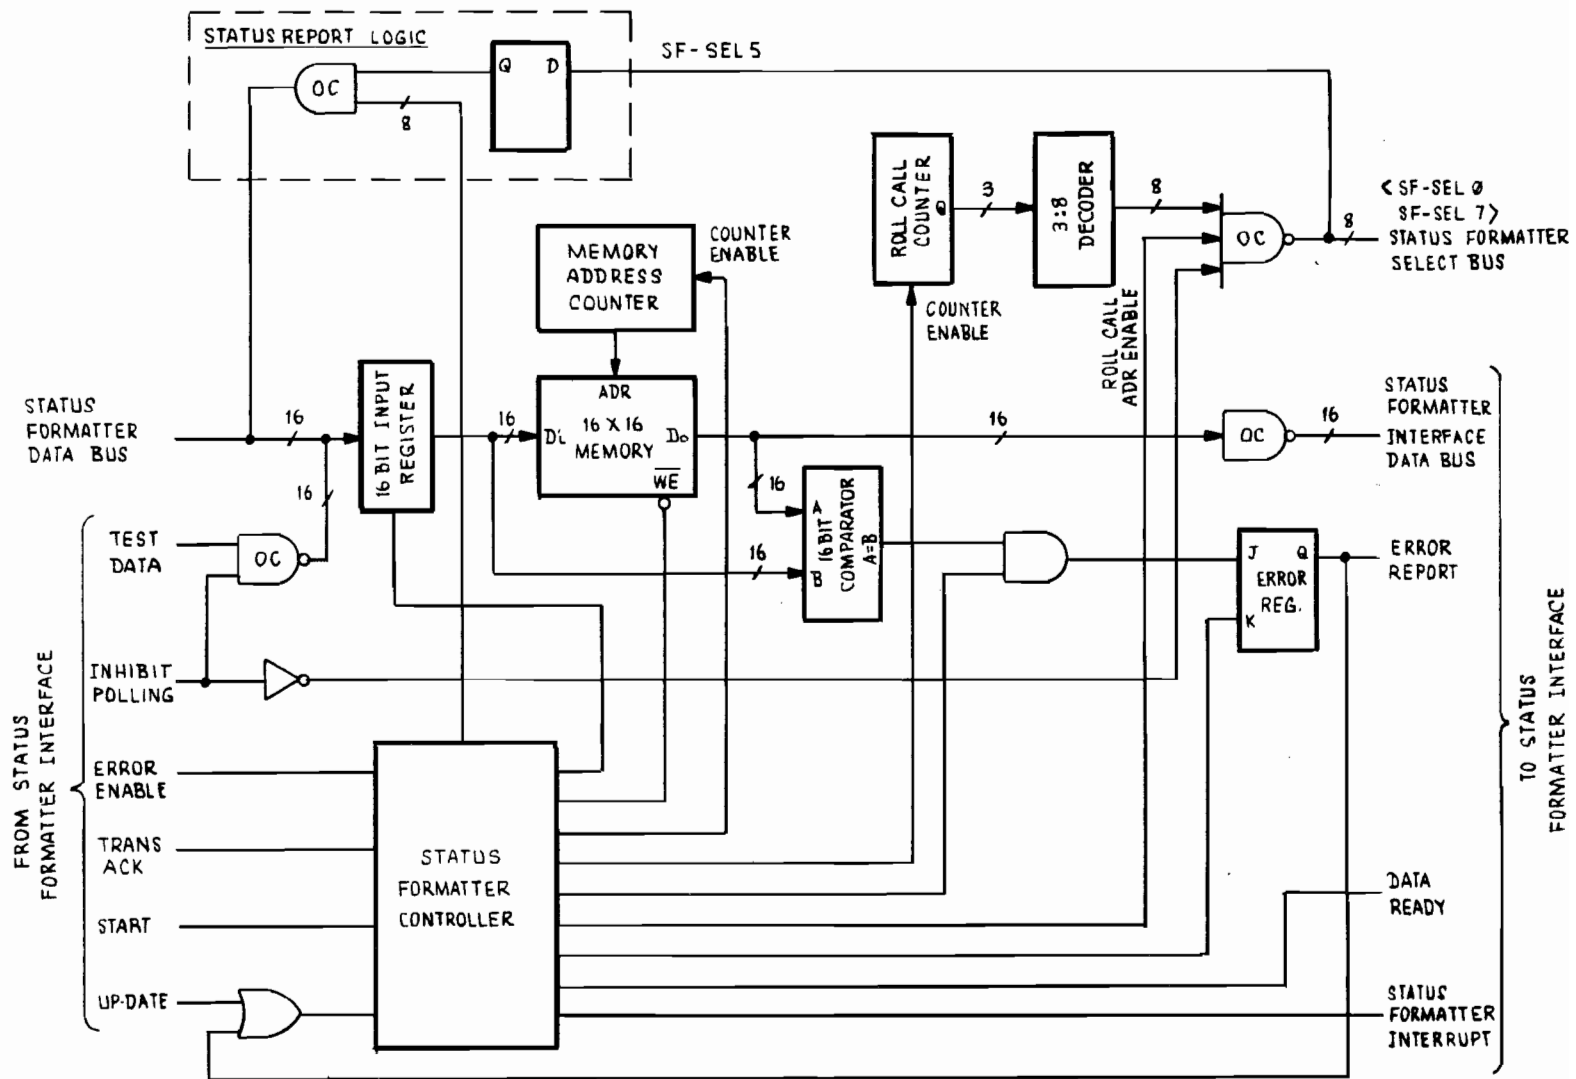 STATUS REPORT LOGIC
Q D
SF-SEL 5
OC
8
ROLL CALL
COUNTER
Q
3
3:8
DECODER
8
OC
<SF-SEL 0
SF-SEL 7>
8
STATUS FORMATTER
SELECT BUS
MEMORY
ADDRESS
COUNTER
COUNTER
ENABLE
COUNTER
ENABLE
ROLL CALL
ADR ENABLE
STATUS
FORMATTER
DATA BUS
16
16 BIT INPUT
REGISTER
16
ADR
Di 16 X 16 Do
MEMORY
WE
16
OC
16
STATUS
FORMATTER
INTERFACE
DATA BUS
16
TEST
DATA
OC
16
16
A
B
16 BIT
COMPARATOR
A=B
J Q
ERROR
REG.
K
ERROR
REPORT
INHIBIT
POLLING
FROM STATUS
FORMATTER INTERFACE
TO STATUS
FORMATTER INTERFACE
ERROR
ENABLE
TRANS
ACK
START
UP-DATE
STATUS
FORMATTER
CONTROLLER
DATA
READY
STATUS
FORMATTER
INTERRUPT